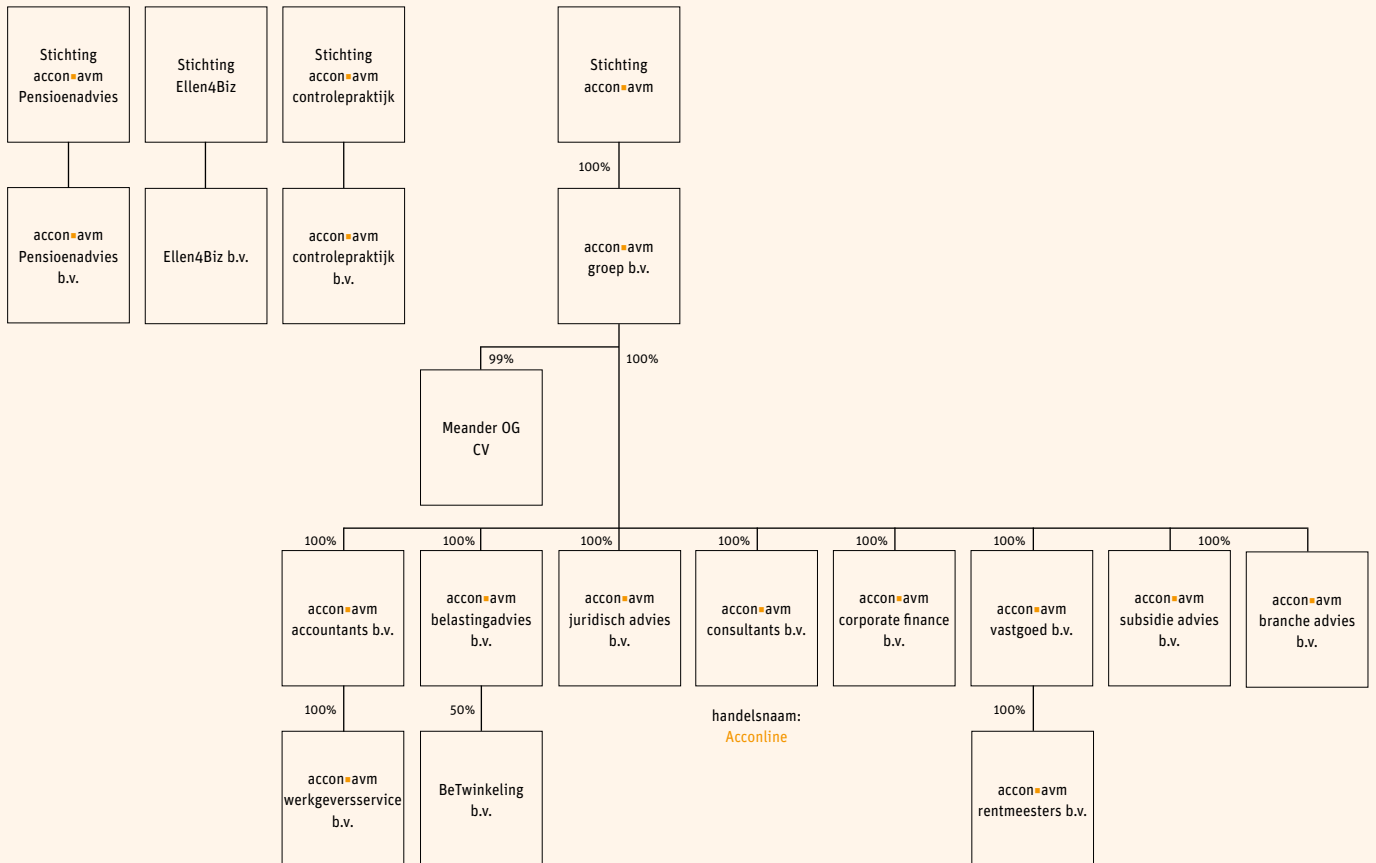 Stichting
accon▪avm
Pensioenadvies
Stichting
Ellen4Biz
Stichting
accon▪avm
controlepraktijk
Stichting
accon▪avm
100%
accon▪avm
Pensioenadvies
b.v.
Ellen4Biz b.v.
accon▪avm
controlepraktijk
b.v.
accon▪avm
groep b.v.
99%
100%
Meander OG
CV
100%
100%
100%
100%
100%
100%
100%
accon▪avm
accountants b.v.
accon▪avm
belastingadvies
b.v.
accon▪avm
juridisch advies
b.v.
accon▪avm
consultants b.v.
accon▪avm
corporate finance
b.v.
accon▪avm
vastgoed b.v.
accon▪avm
subsidie advies
b.v.
accon▪avm
branche advies
b.v.
100%
50%
handelsnaam:
Acconline
100%
accon▪avm
werkgeversservice
b.v.
BeTwinkeling
b.v.
accon▪avm
rentmeesters b.v.